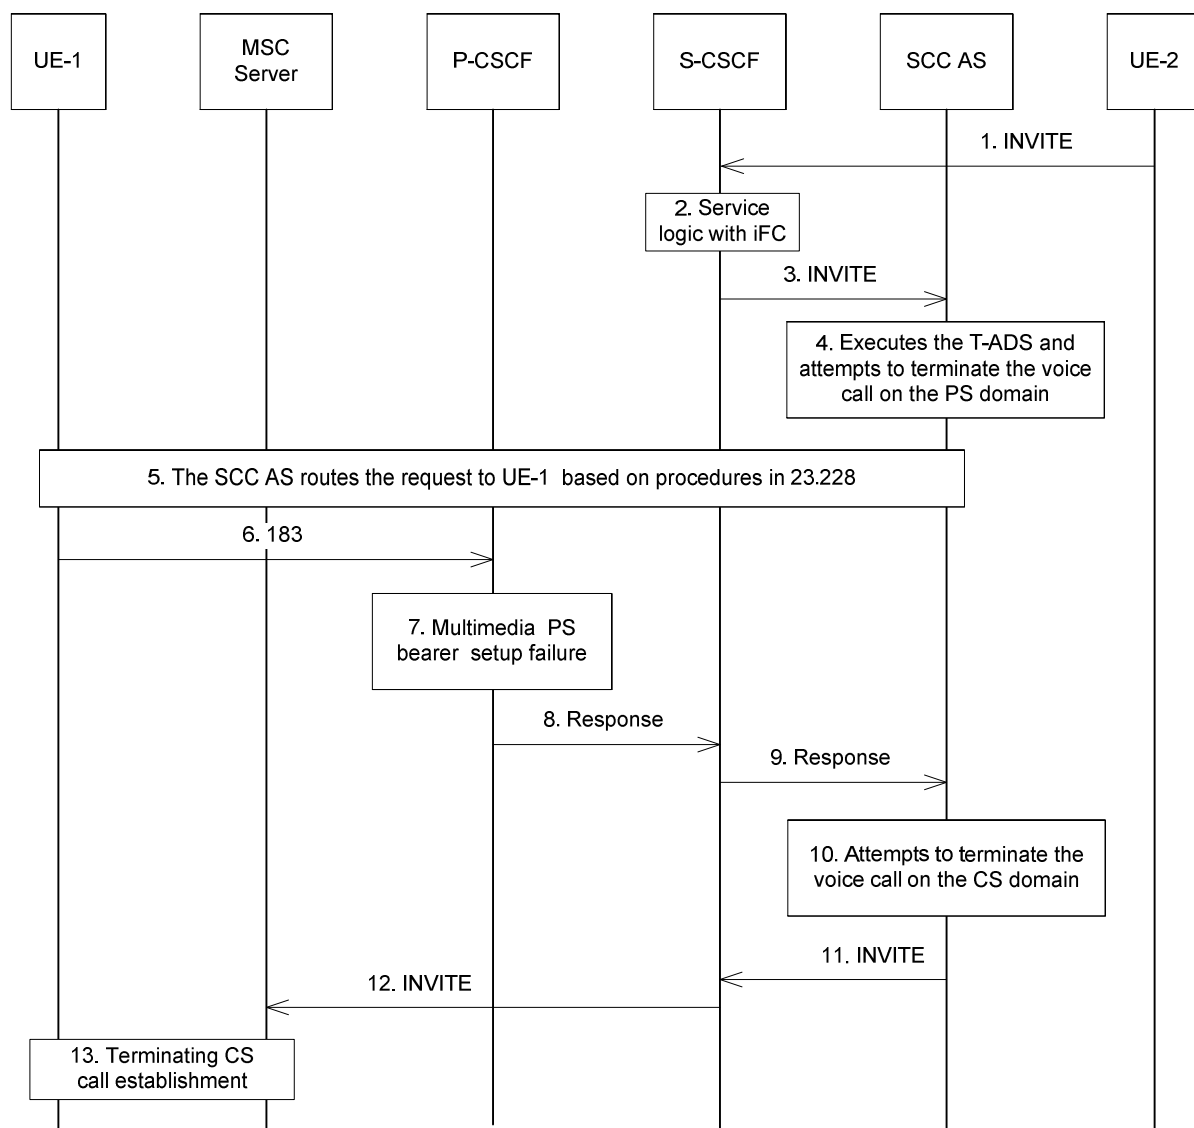 UE-1
MSC
Server
P-CSCF
S-CSCF
SCC AS
UE-2
1. INVITE
2. Service
logic with iFC
3. INVITE
4. Executes the T-ADS and
attempts to terminate the voice
call on the PS domain
5. The SCC AS routes the request to UE-1 based on procedures in 23.228
6. 183
7. Multimedia PS
bearer setup failure
8. Response
9. Response
10. Attempts to terminate the
voice call on the CS domain
11. INVITE
12. INVITE
13. Terminating CS
call establishment